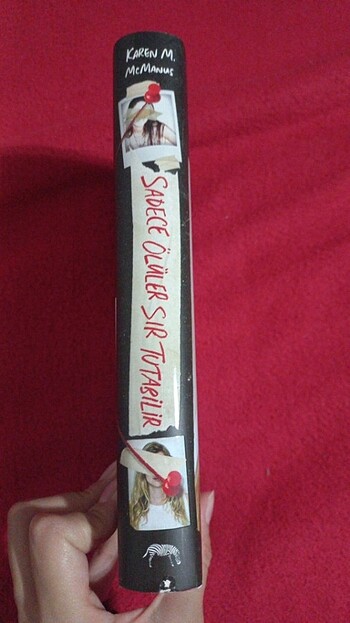 KAREN M.
MCMANUS
SADECE ÖLÜLER SIR TUTABİLİR